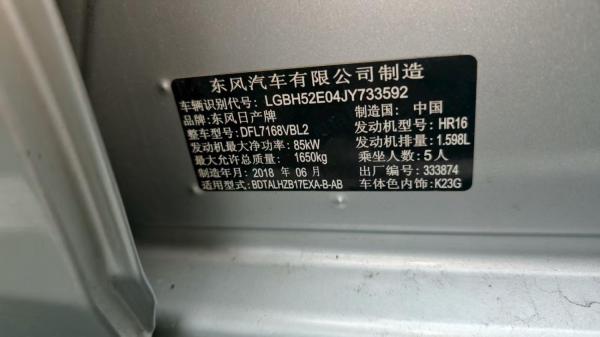 东风汽车有限公司制造
车辆识别代号: LGBH52E04JY733592
品牌:东风日产牌 制造国: 中国
整车型号: DFL7168VBL2 发动机型号: HR16
发动机最大净功率: 85kW 发动机排量: 1.598L
最大允许总质量: 1650kg 乘坐人数: 5人
制造年月: 2018 年 06 月 出厂编号: 333874
适用型号: BDTALHZB17EXA-B-AB 车体色内饰: K23G